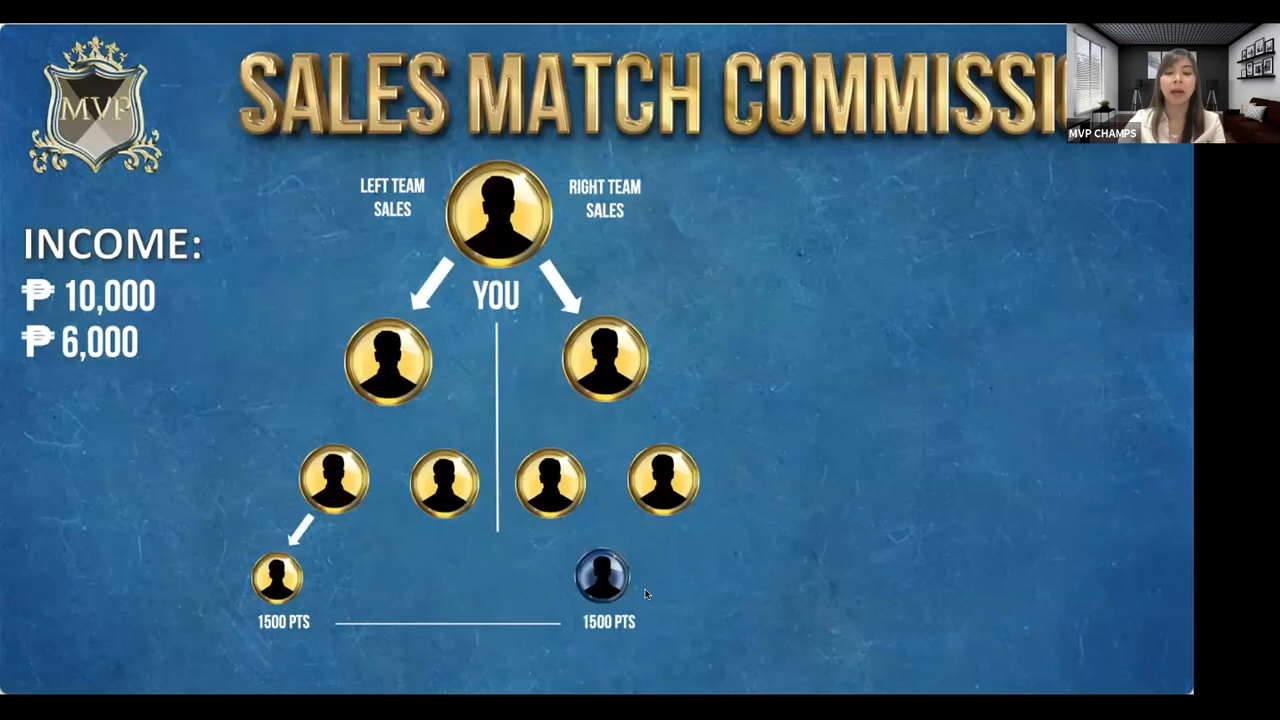 MVP
SALES MATCH COMMISSI
MVP CHAMPS
LEFT TEAM
SALES
RIGHT TEAM
SALES
INCOME:
₱ 10,000
₱ 6,000
YOU
1500 PTS
1500 PTS